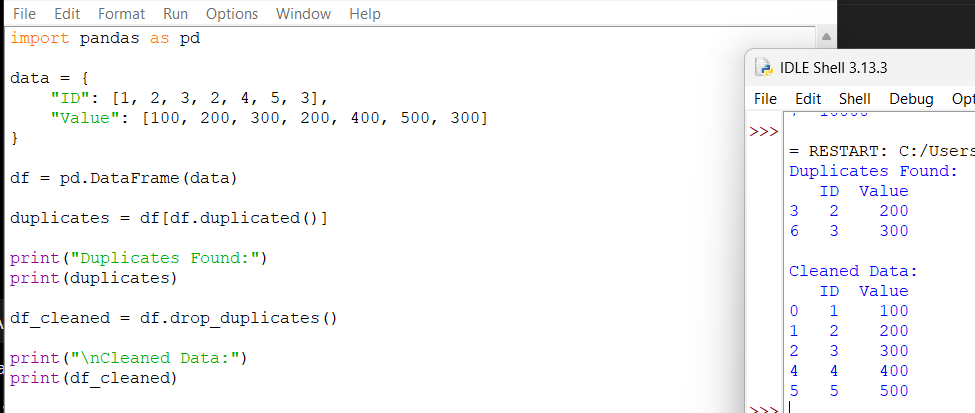 File Edit Format Run Options Window Help
import pandas as pd
data = {
    "ID": [1, 2, 3, 2, 4, 5, 3],
    "Value": [100, 200, 300, 200, 400, 500, 300]
}
df = pd.DataFrame(data)
duplicates = df[df.duplicated()]
print("Duplicates Found:")
print(duplicates)
df_cleaned = df.drop_duplicates()
print("\nCleaned Data:")
print(df_cleaned)
IDLE Shell 3.13.3
File Edit Shell Debug Opt
>>>
= RESTART: C:/Users
Duplicates Found:
   ID  Value
3   2    200
6   3    300
Cleaned Data:
   ID  Value
0   1    100
1   2    200
2   3    300
4   4    400
5   5    500
>>>